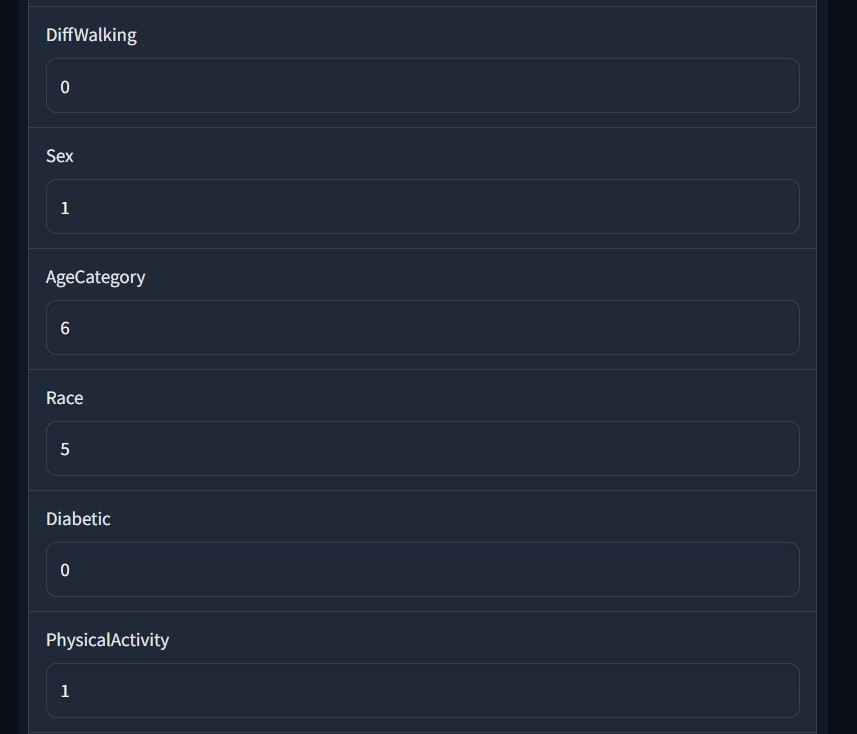 DiffWalking
0
Sex
1
AgeCategory
6
Race
5
Diabetic
0
PhysicalActivity
1